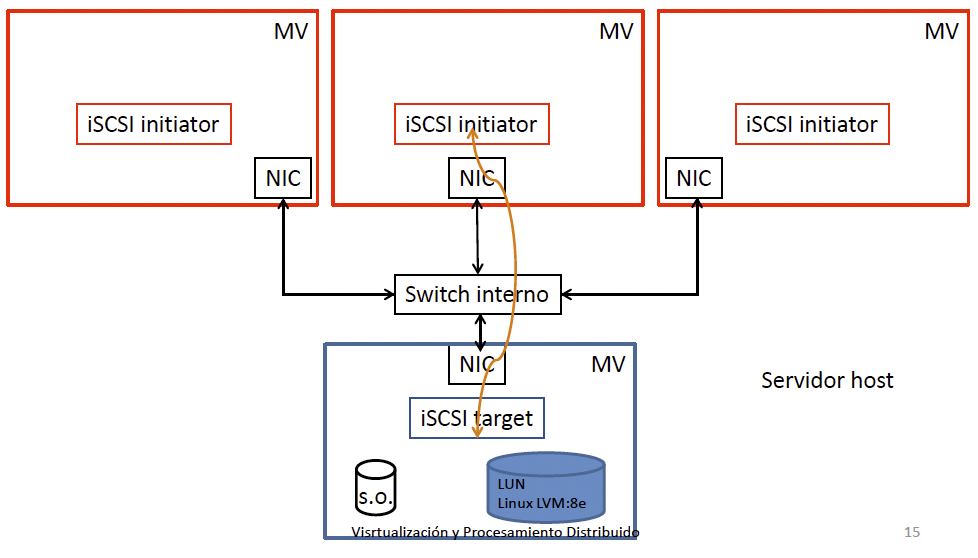 MV
MV
MV
iSCSI initiator
iSCSI initiator
iSCSI initiator
NIC
NIC
NIC
Switch interno
NIC
MV
Servidor host
iSCSI target
s.o.
LUN
Linux LVM:8e
Visrtualización y Procesamiento Distribuido
15